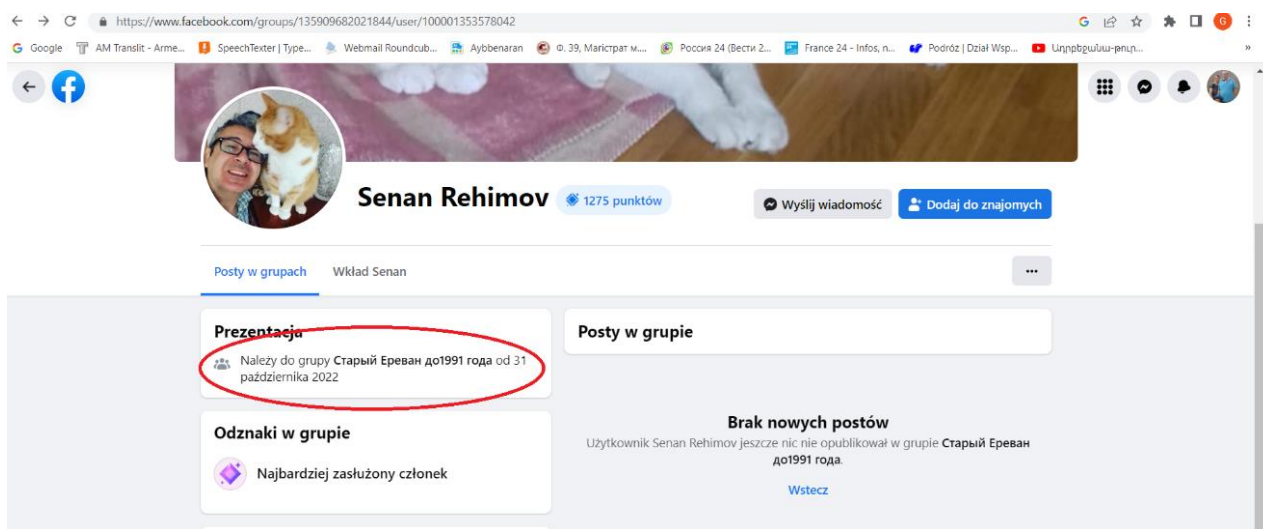 https://www.facebook.com/groups/135909682021844/user/100001353578042
G
Google
AM Translit - Arme...
SpeechTexter | Type...
Webmail Roundcub...
Aybbenaran
Ф. 39, Магистрат м....
Россия 24 (Вести 2...
France 24 - Infos, n...
Podróż | Dział Wsp...
»
Senan Rehimov
1275 punktów
Wyślij wiadomość
Dodaj do znajomych
Posty w grupach
Wkład Senan
Prezentacja
Należy do grupy Старый Ереван до1991 года od 31
października 2022
Posty w grupie
Odznaki w grupie
Najbardziej zasłużony członek
Brak nowych postów
Użytkownik Senan Rehimov jeszcze nic nie opublikował w grupie Старый Ереван
до1991 года.
Wstecz